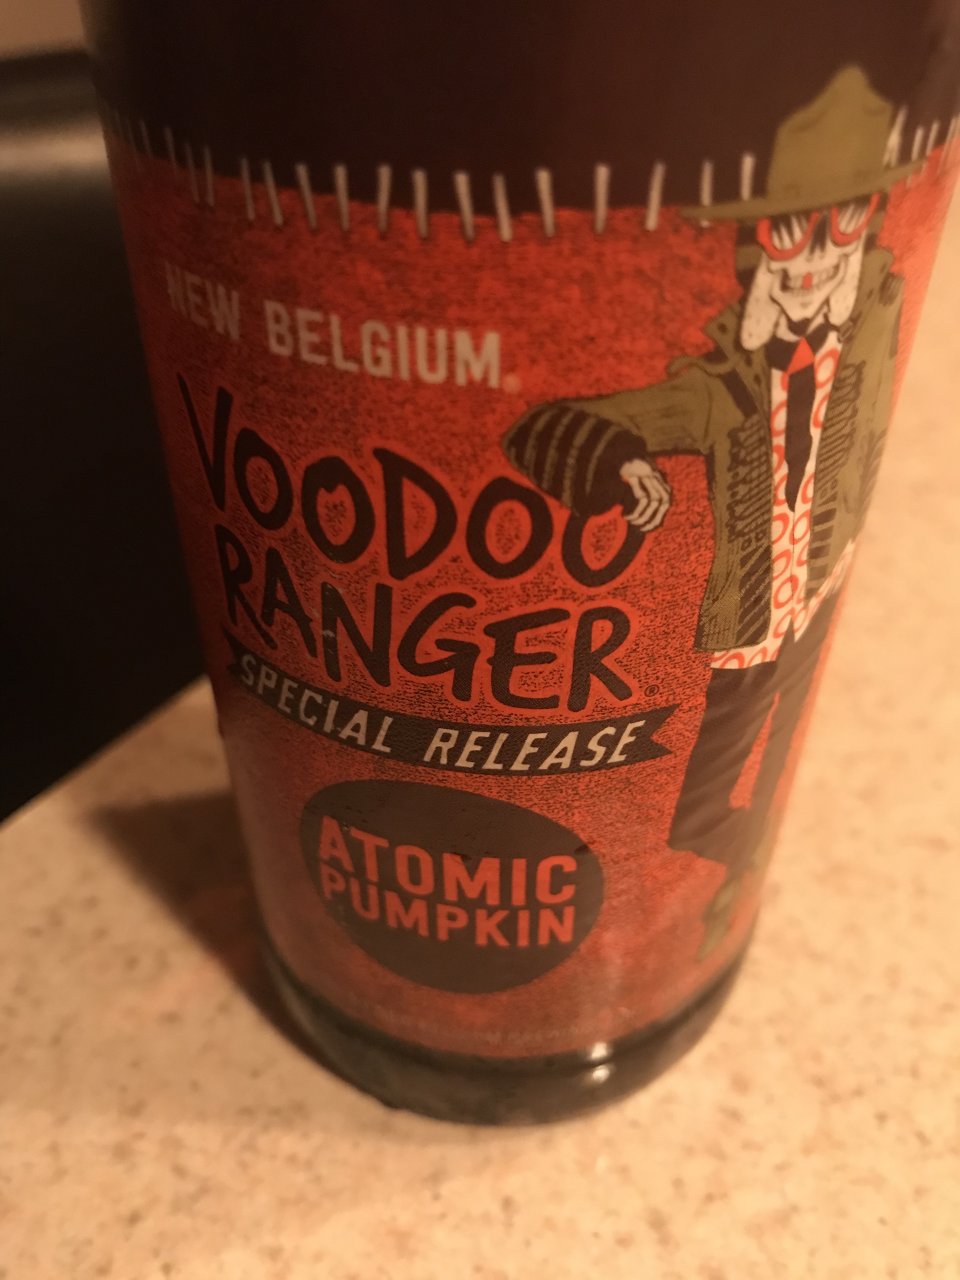 NEW BELGIUM®
VOODOO
RANGER®
SPECIAL RELEASE
ATOMIC
PUMPKIN